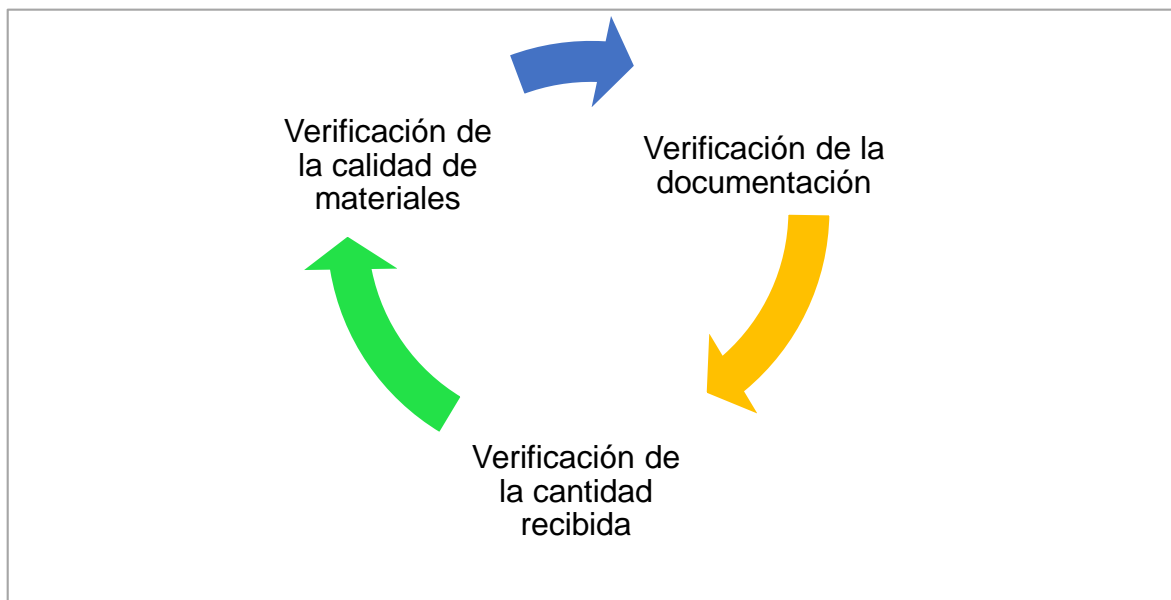 Verificación de
la calidad de
materiales
Verificación de la
documentación
Verificación de
la cantidad
recibida